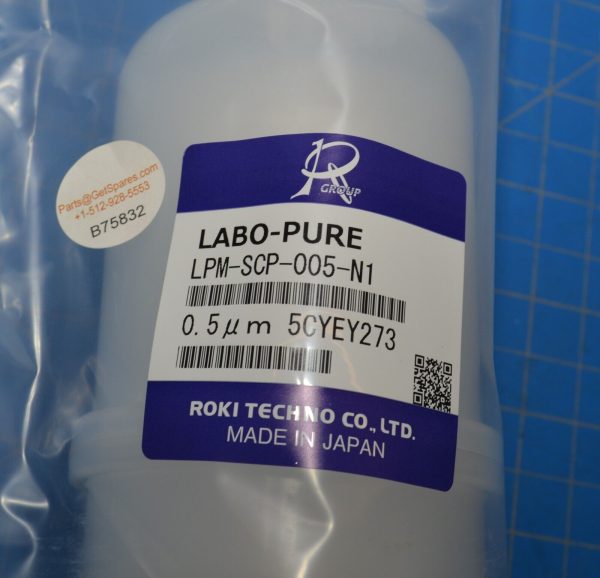 Parts@GetSpares.com
+1-512-928-5553
B75832
R
GROUP
LABO-PURE
LPM-SCP-005-N1
0.5μm 5CYEY273
ROKI TECHNO CO., LTD.
MADE IN JAPAN